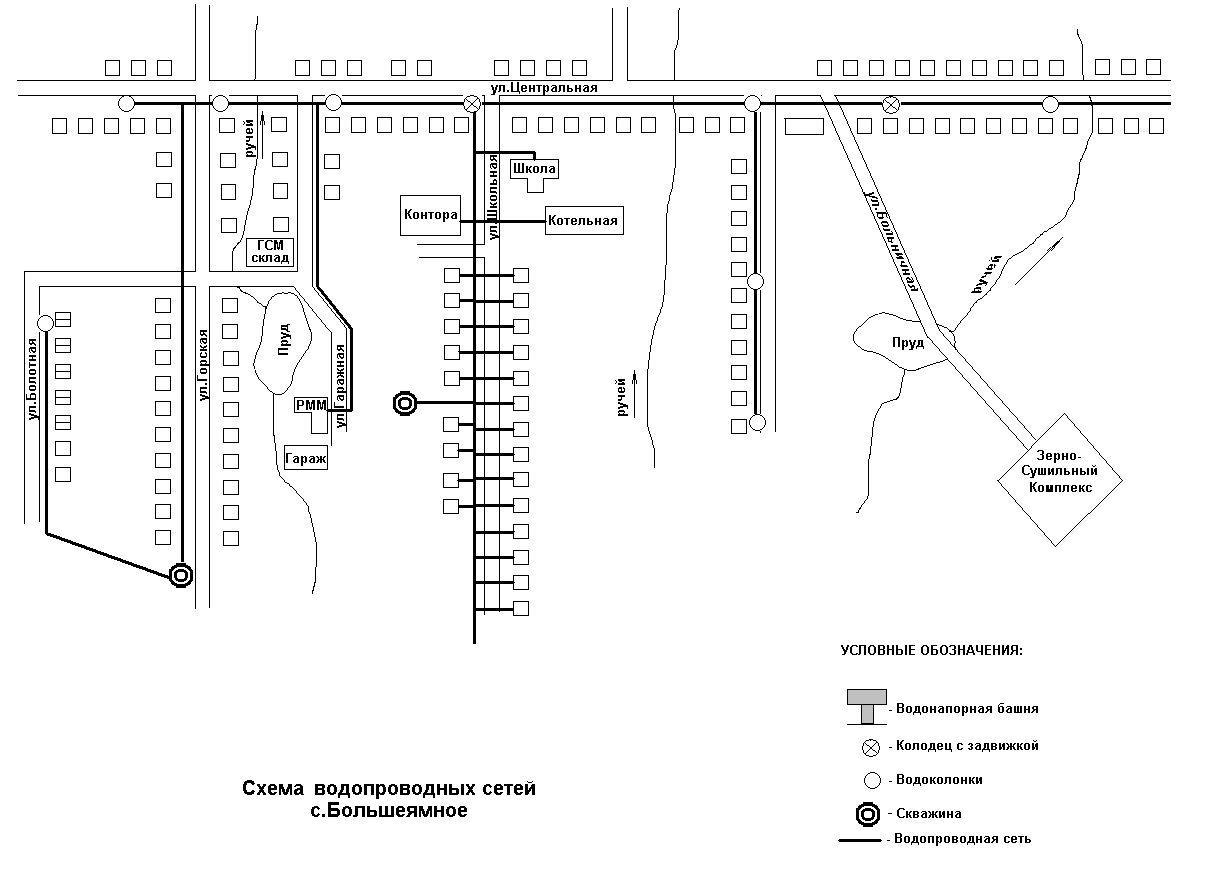 ул.Центральная
ручей
Школа
ул.Школьная
Контора
Котельная
ул.Больничная
ГСМ
склад
ручей
Пруд
Пруд
ул.Болотная
ул.Горская
ул.Гаражная
ручей
РММ
Гараж
Зерно-
Сушильный
Комплекс
УСЛОВНЫЕ ОБОЗНАЧЕНИЯ:
- Водонапорная башня
- Колодец с задвижкой
- Водоколонки
- Скважина
- Водопроводная сеть
Схема водопроводных сетей
с.Большеямное